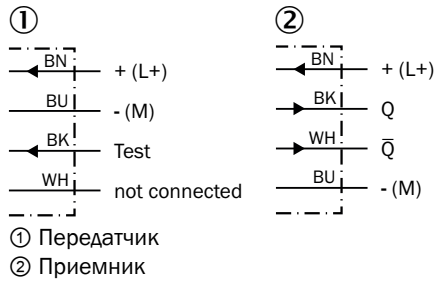 ①
BN + (L+)
BU - (M)
BK Test
WH not connected
②
BN + (L+)
BK Q
WH Q̅
BU - (M)
① Передатчик
② Приемник